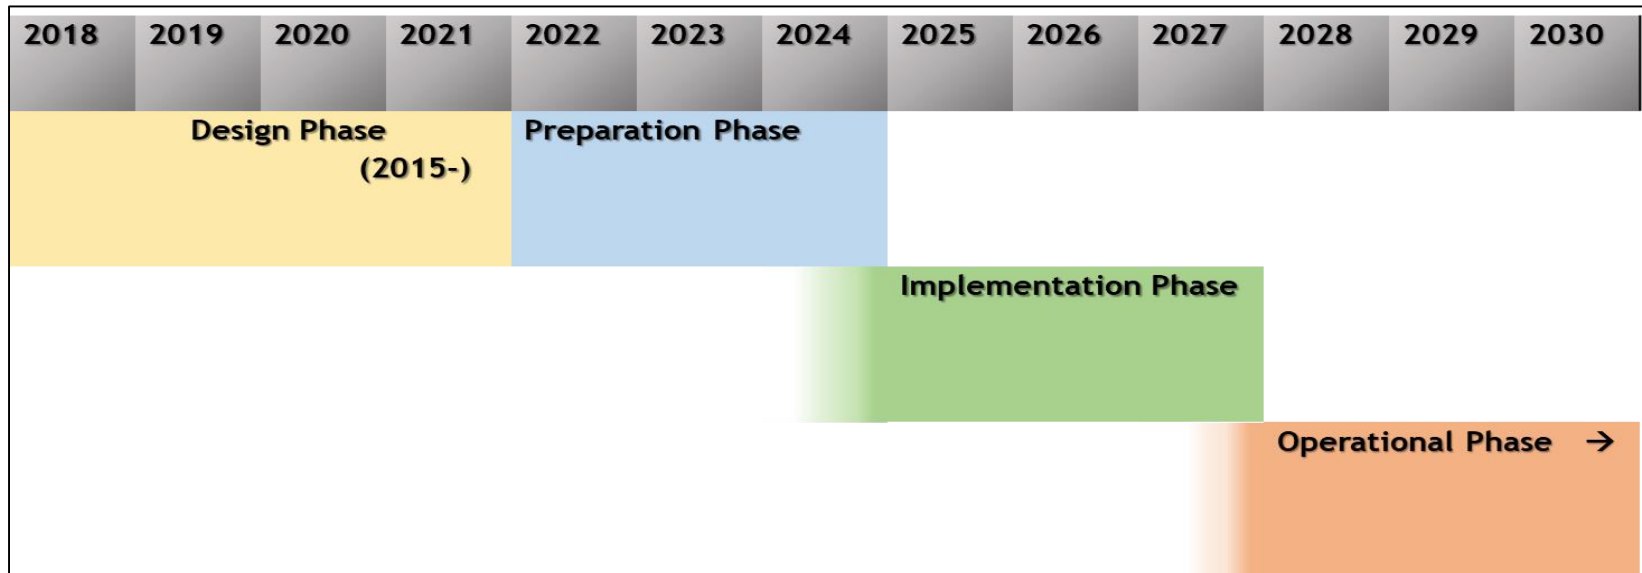 2018 2019 2020 2021 2022 2023 2024 2025 2026 2027 2028 2029 2030
Design Phase
(2015-)
Preparation Phase
Implementation Phase
Operational Phase →